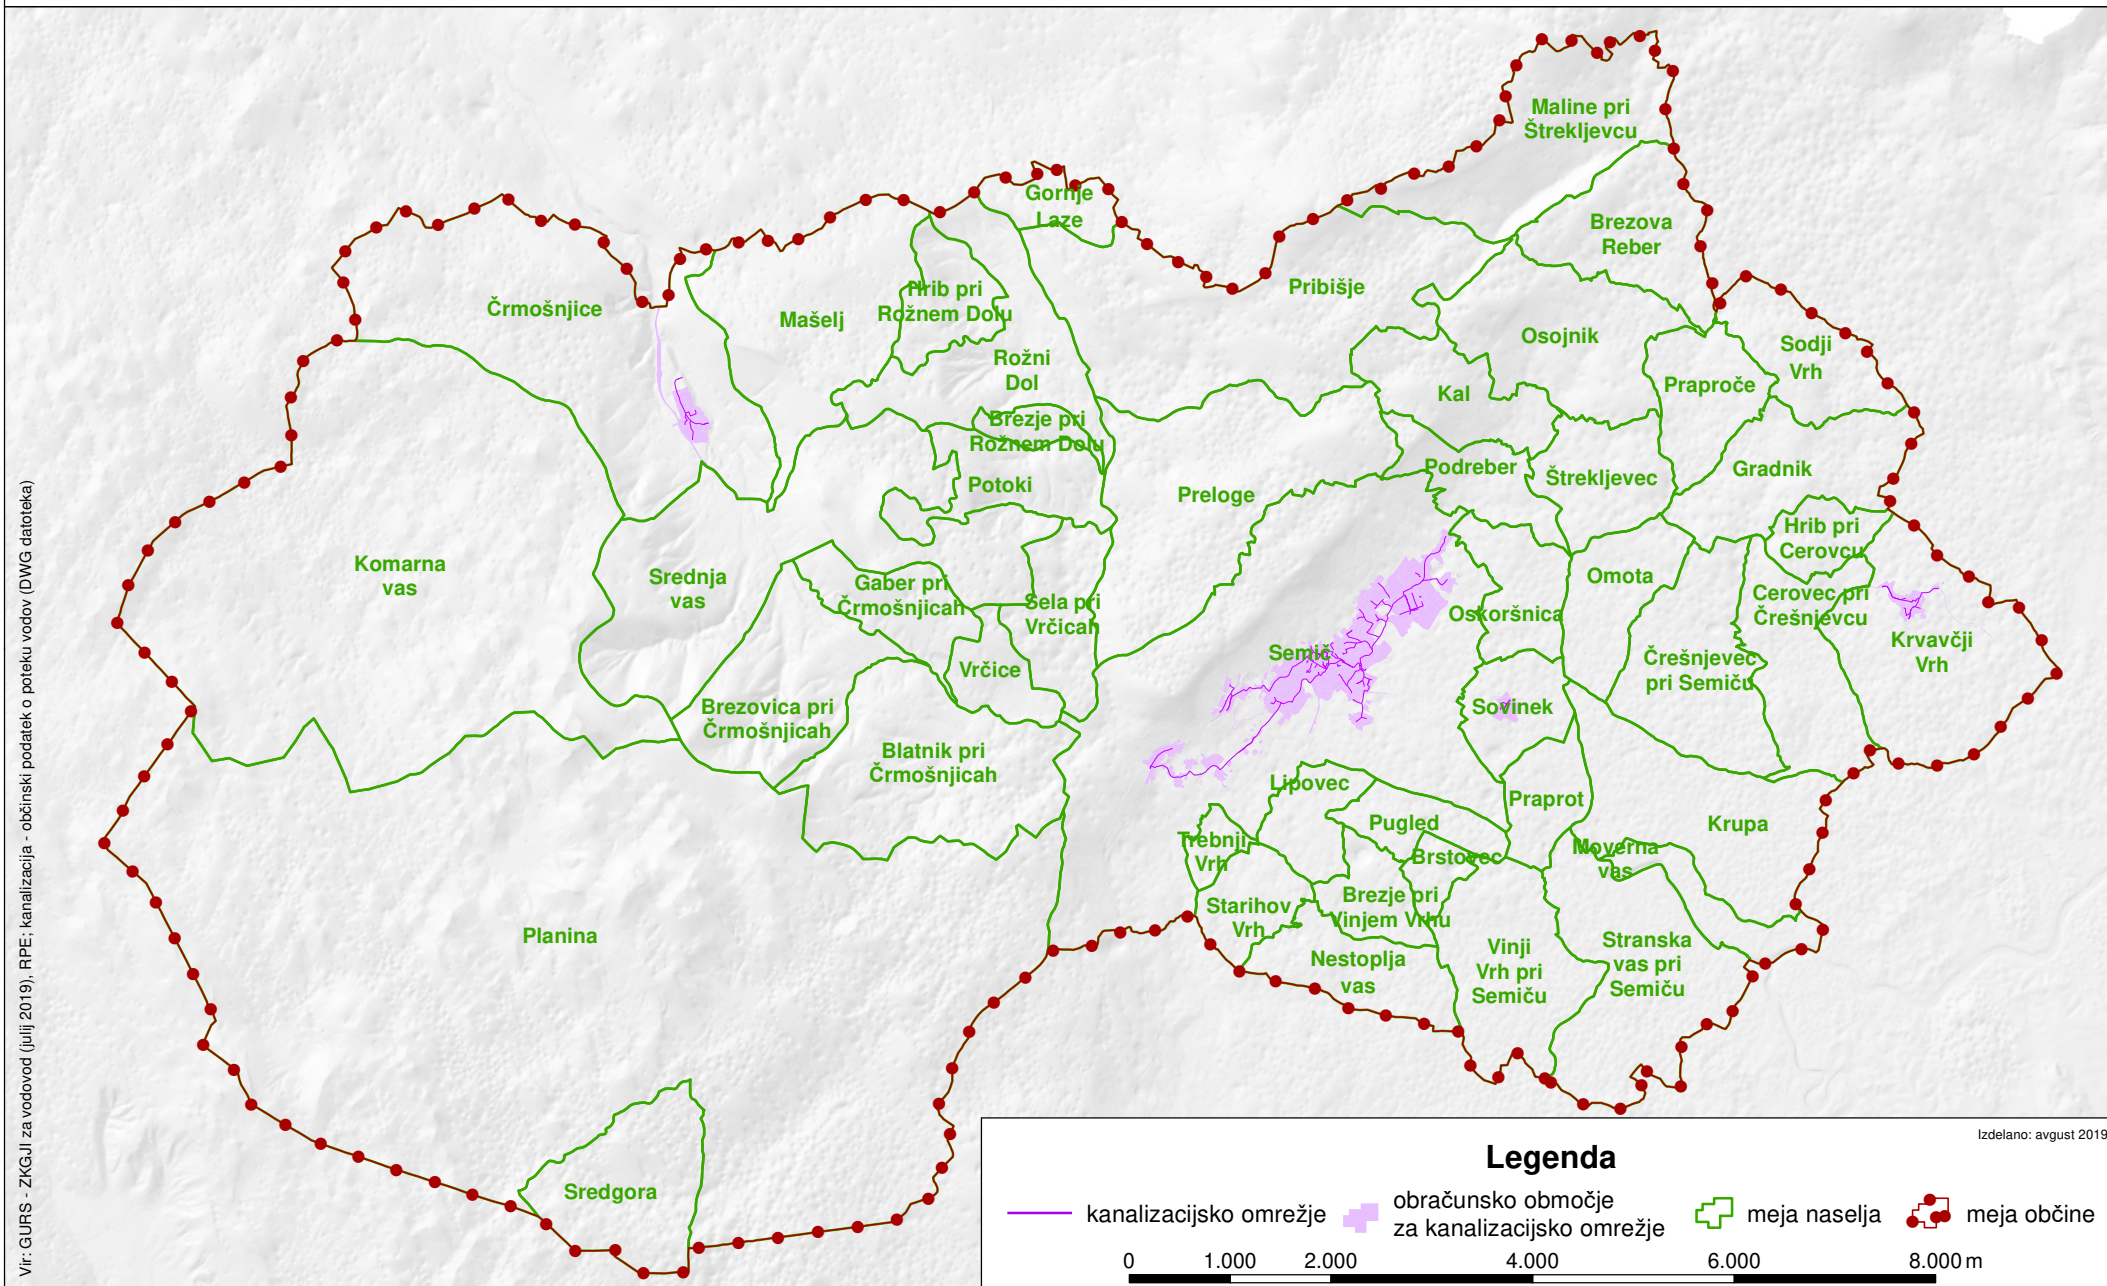 Maline pri
Štrekljevcu
Gornje
Laze
Brezova
Reber
Črmošnjice
Mašelj
Hrib pri
Rožnem Dolu
Pribišje
Osojnik
Sodji
Vrh
Rožni
Dol
Praproče
Kal
Brezje pri
Rožnem Dolu
Podreber
Štrekljevec
Gradnik
Potoki
Preloge
Hrib pri
Cerovcu
Komarna
vas
Srednja
vas
Gaber pri
Črmošnjicah
Sela pri
Vrčicah
Omota
Cerovec pri
Črešnjevcu
Oskoršnica
Krvavčji
Vrh
Semič
Vrčice
Črešnjevec
pri Semiču
Brezovica pri
Črmošnjicah
Sovinek
Blatnik pri
Črmošnjicah
Lipovec
Praprot
Pugled
Krupa
Trebnji
Vrh
Brstovec
Moverna
vas
Starihov
Vrh
Brezje pri
Vinjem Vrhu
Planina
Nestoplja
vas
Vinji
Vrh pri
Semiču
Stranska
vas pri
Semiču
Sredgora
Vir: GURS - ZKGJI za vodovod (julij 2019), RPE; kanalizacija - občinski podatek o poteku vodov (DWG datoteka)
Izdelano: avgust 2019
Legenda
kanalizacijsko omrežje
obračunsko območje
za kanalizacijsko omrežje
meja naselja
meja občine
0 1.000 2.000 4.000 6.000 8.000 m